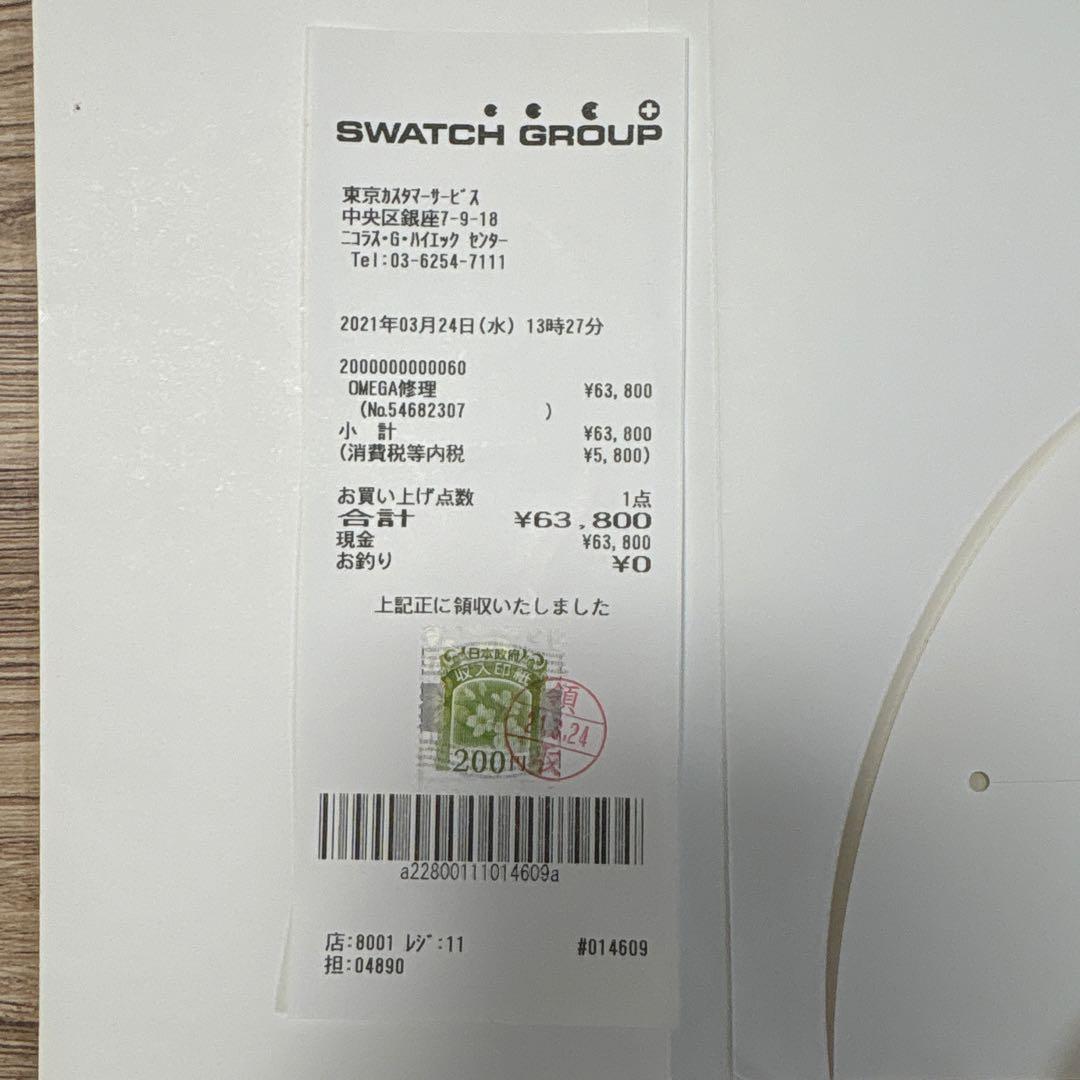 SWATCH GROUP
東京ｶｽﾀﾏｰｻｰﾋﾞｽ
中央区銀座7-9-18
ﾆｺﾗｽ･G･ﾊｲｴｯｸ ｾﾝﾀｰ
Tel:03-6254-7111
2021年03月24日(水) 13時27分
2000000000060
OMEGA修理 ¥63,800
(No.54682307 )
小 計 ¥63,800
(消費税等内税 ¥5,800)
お買い上げ点数 1点
合計 ¥63,800
現金 ¥63,800
お釣り ¥0
上記正に領収いたしました
日本政府
収入印紙
200円
領
21.3.24
収
a22800111014609a
店:8001 ﾚｼﾞ:11 #014609
担:04890